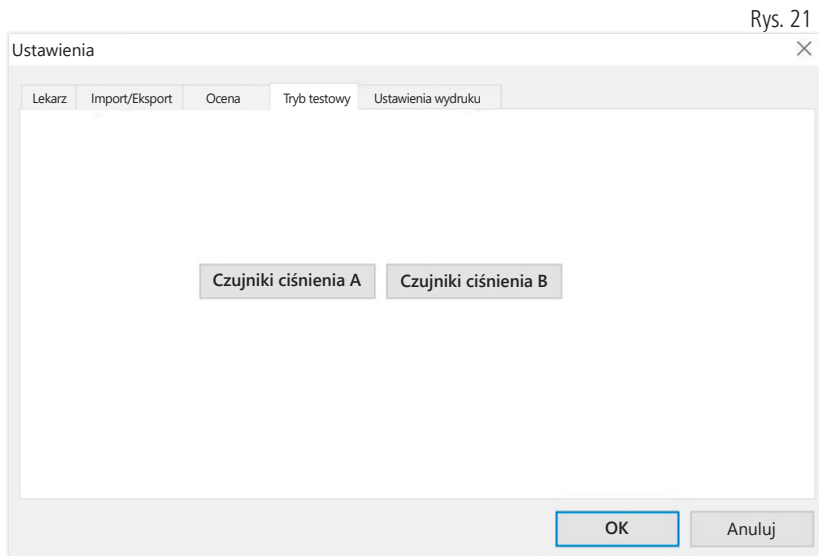 Rys. 21
Ustawienia
Lekarz Import/Eksport Ocena Tryb testowy Ustawienia wydruku
Czujniki ciśnienia A Czujniki ciśnienia B
OK Anuluj